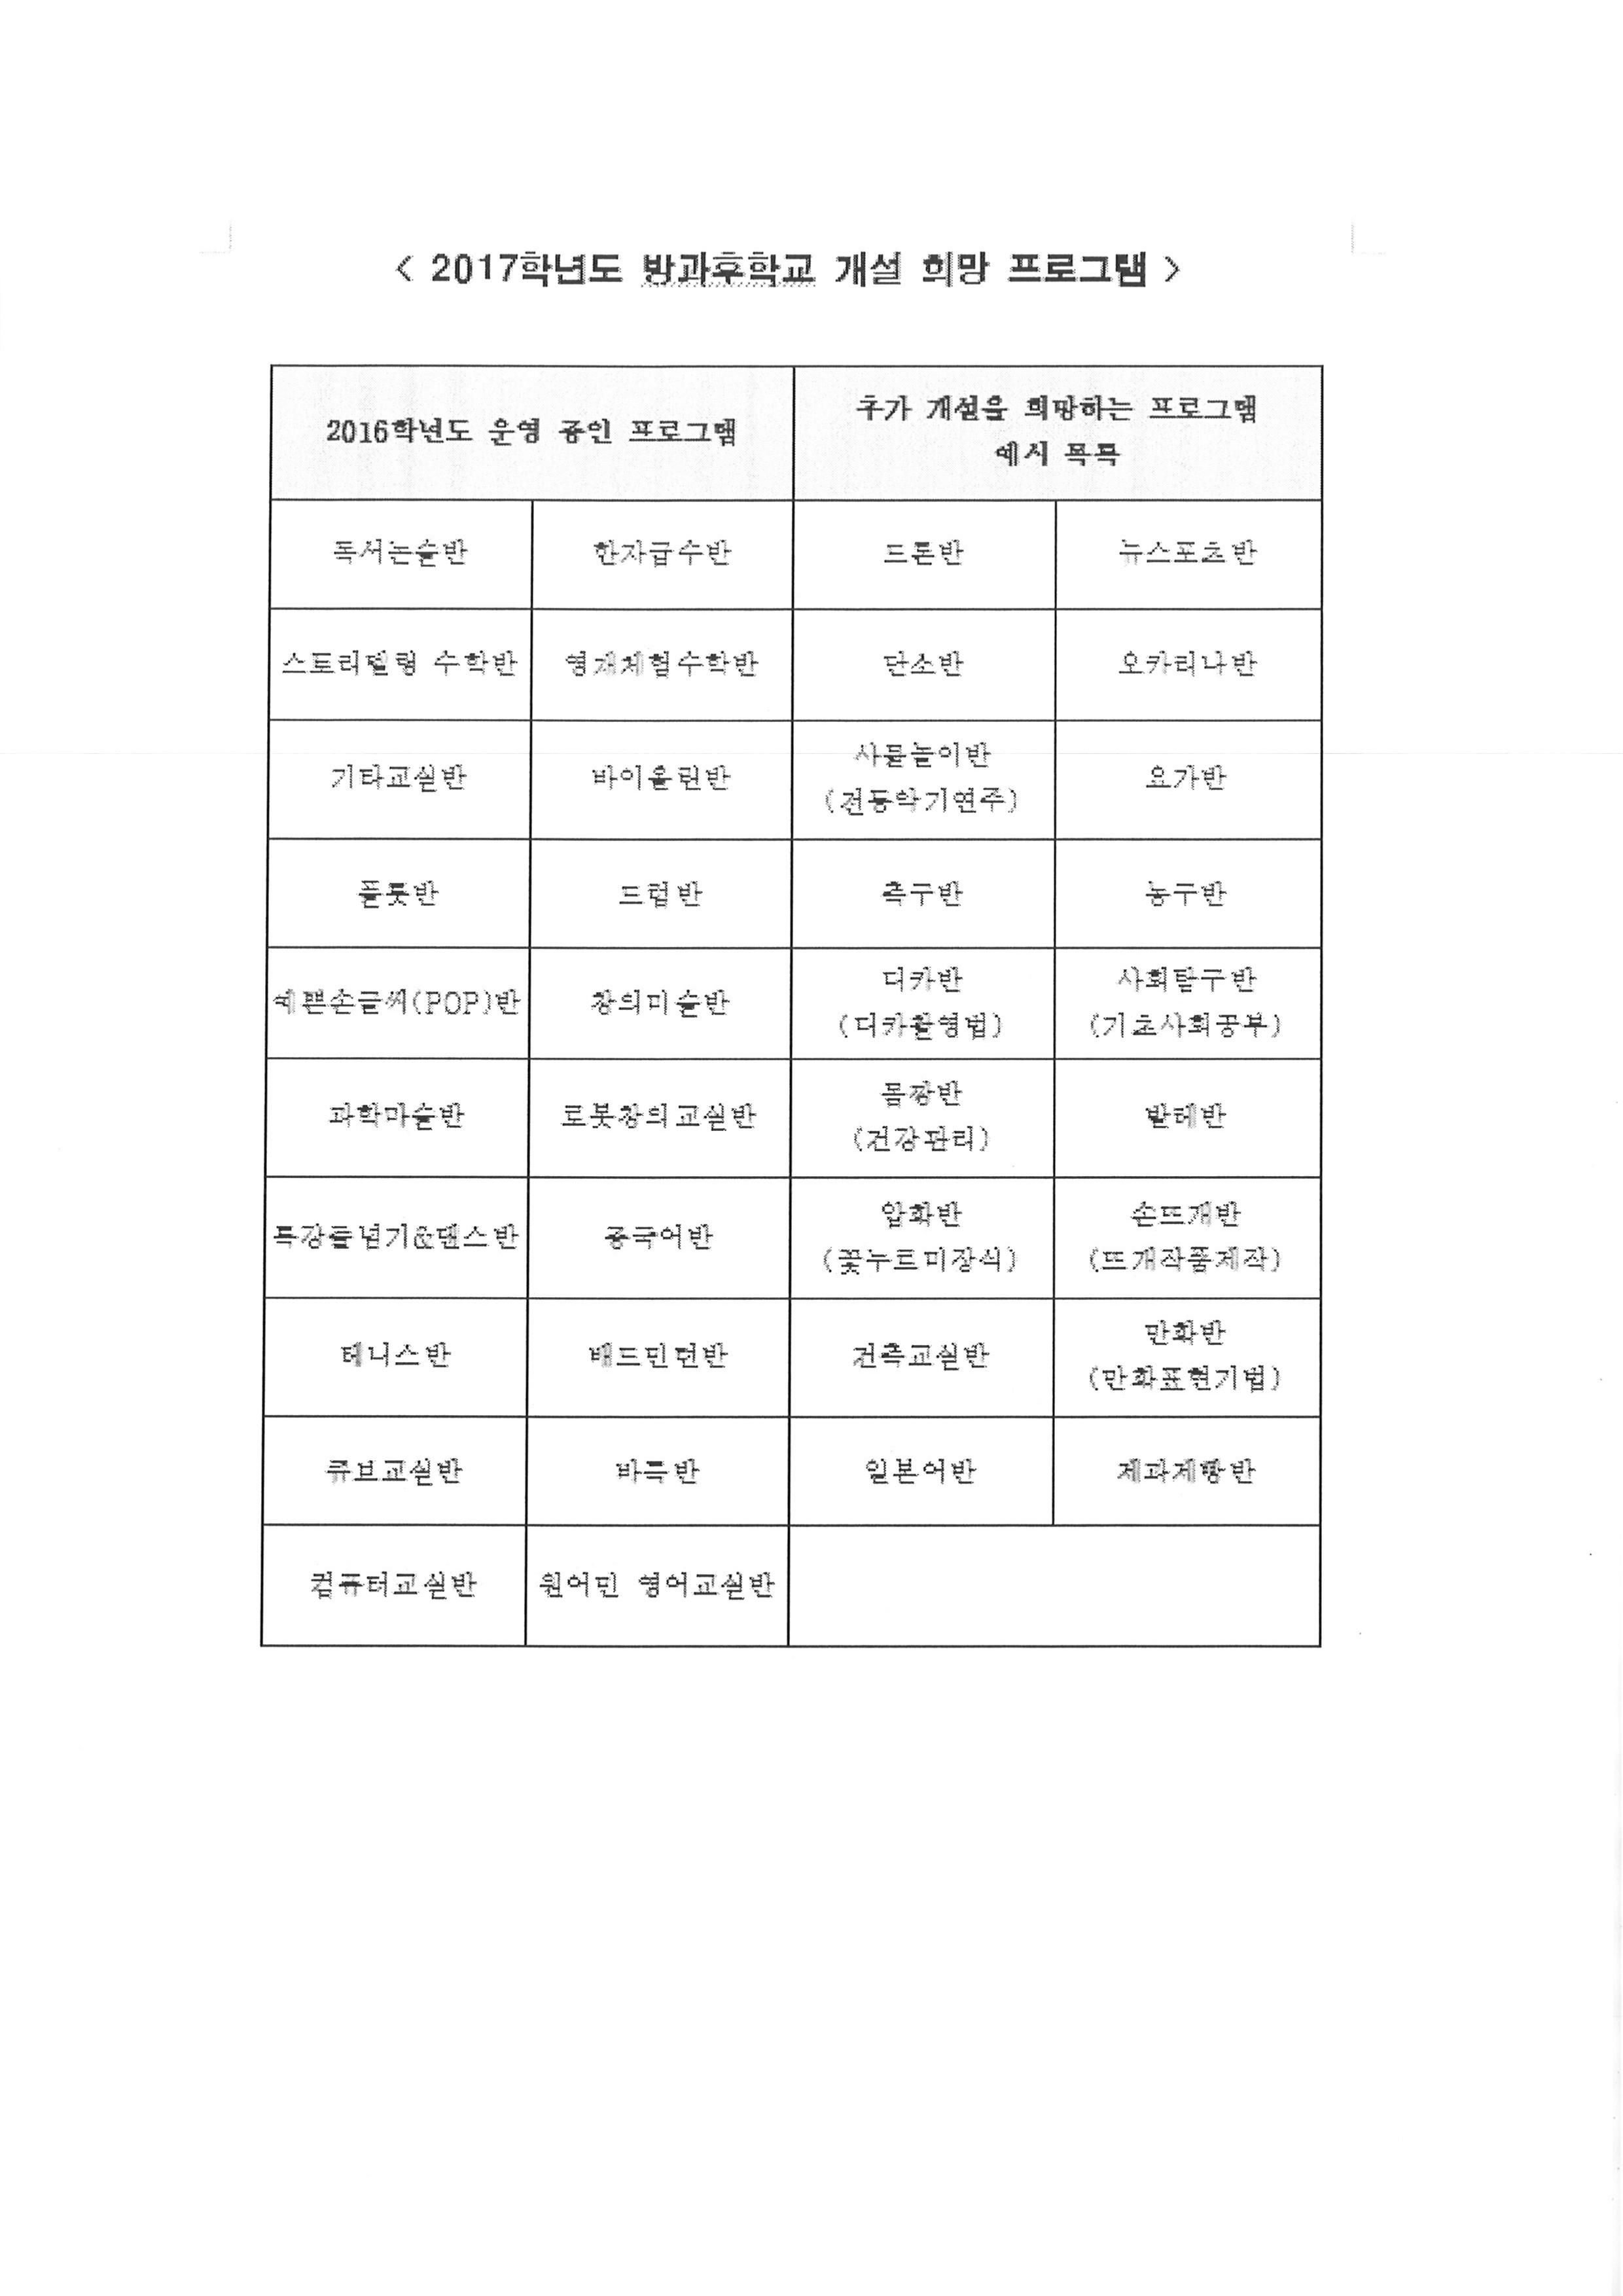 < 2017학년도 방과후학교 개설 희망 프로그램 >
2016학년도 운영 중인 프로그램
추가 개설을 희망하는 프로그램
예시 목록
독서논술반 한자급수반 드론반 뉴스포츠반
스토리텔링 수학반 영재체험수학반 단소반 오카리나반
기타교실반 바이올린반 사물놀이반 요가반
(전통악기연주)
플룻반 드럼반 축구반 농구반
예쁜손글씨(POP)반 창의미술반 디카반 사회탐구반
(디카촬영법) (기초사회공부)
과학마술반 로봇창의교실반 몸짱반 발레반
(건강관리)
특강줄넘기&댄스반 중국어반 압화반 손뜨개반
(꽃누르미장식) (뜨개작품제작)
테니스반 배드민턴반 건축교실반 만화반
(만화표현기법)
큐브교실반 바둑반 일본어반 제과제빵반
컴퓨터교실반 원어민 영어교실반